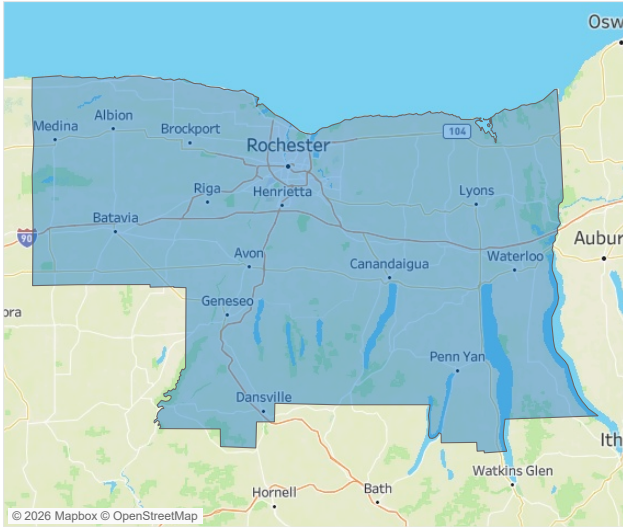 Osw
Albion
Medina
Brockport
104
Rochester
Riga
Henrietta
Lyons
Batavia
90
Aubur
Avon
Canandaigua
Waterloo
ora
Geneseo
Penn Yan
Dansville
Ith
Watkins Glen
Hornell
Bath
© 2026 Mapbox © OpenStreetMap